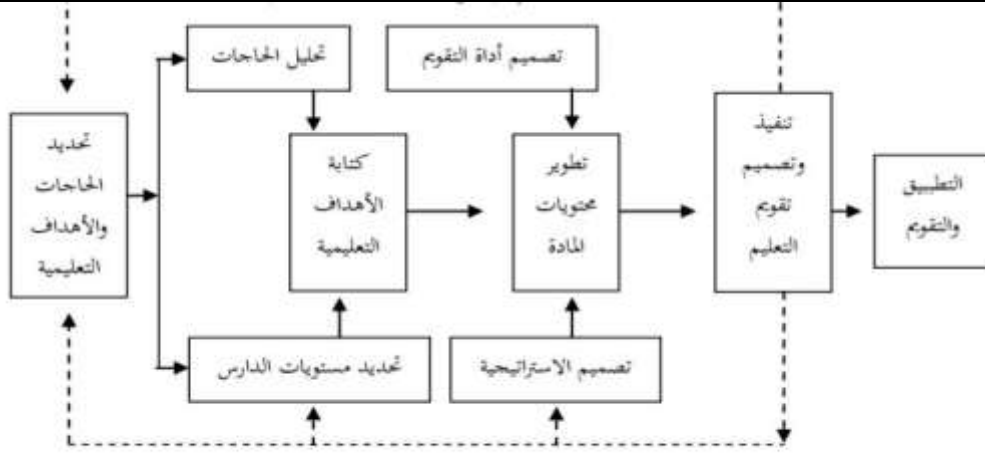 تحليل الحاجات
تصميم أداة التقويم
تحديد
الحاجات
والأهداف
التعليمية
كتابة
الأهداف
التعليمية
تطوير
محتويات
المادة
تنفيذ
وتصميم
تقويم
التعليم
التطبيق
والتقويم
تحديد مستويات الدارس
تصميم الاستراتيجية